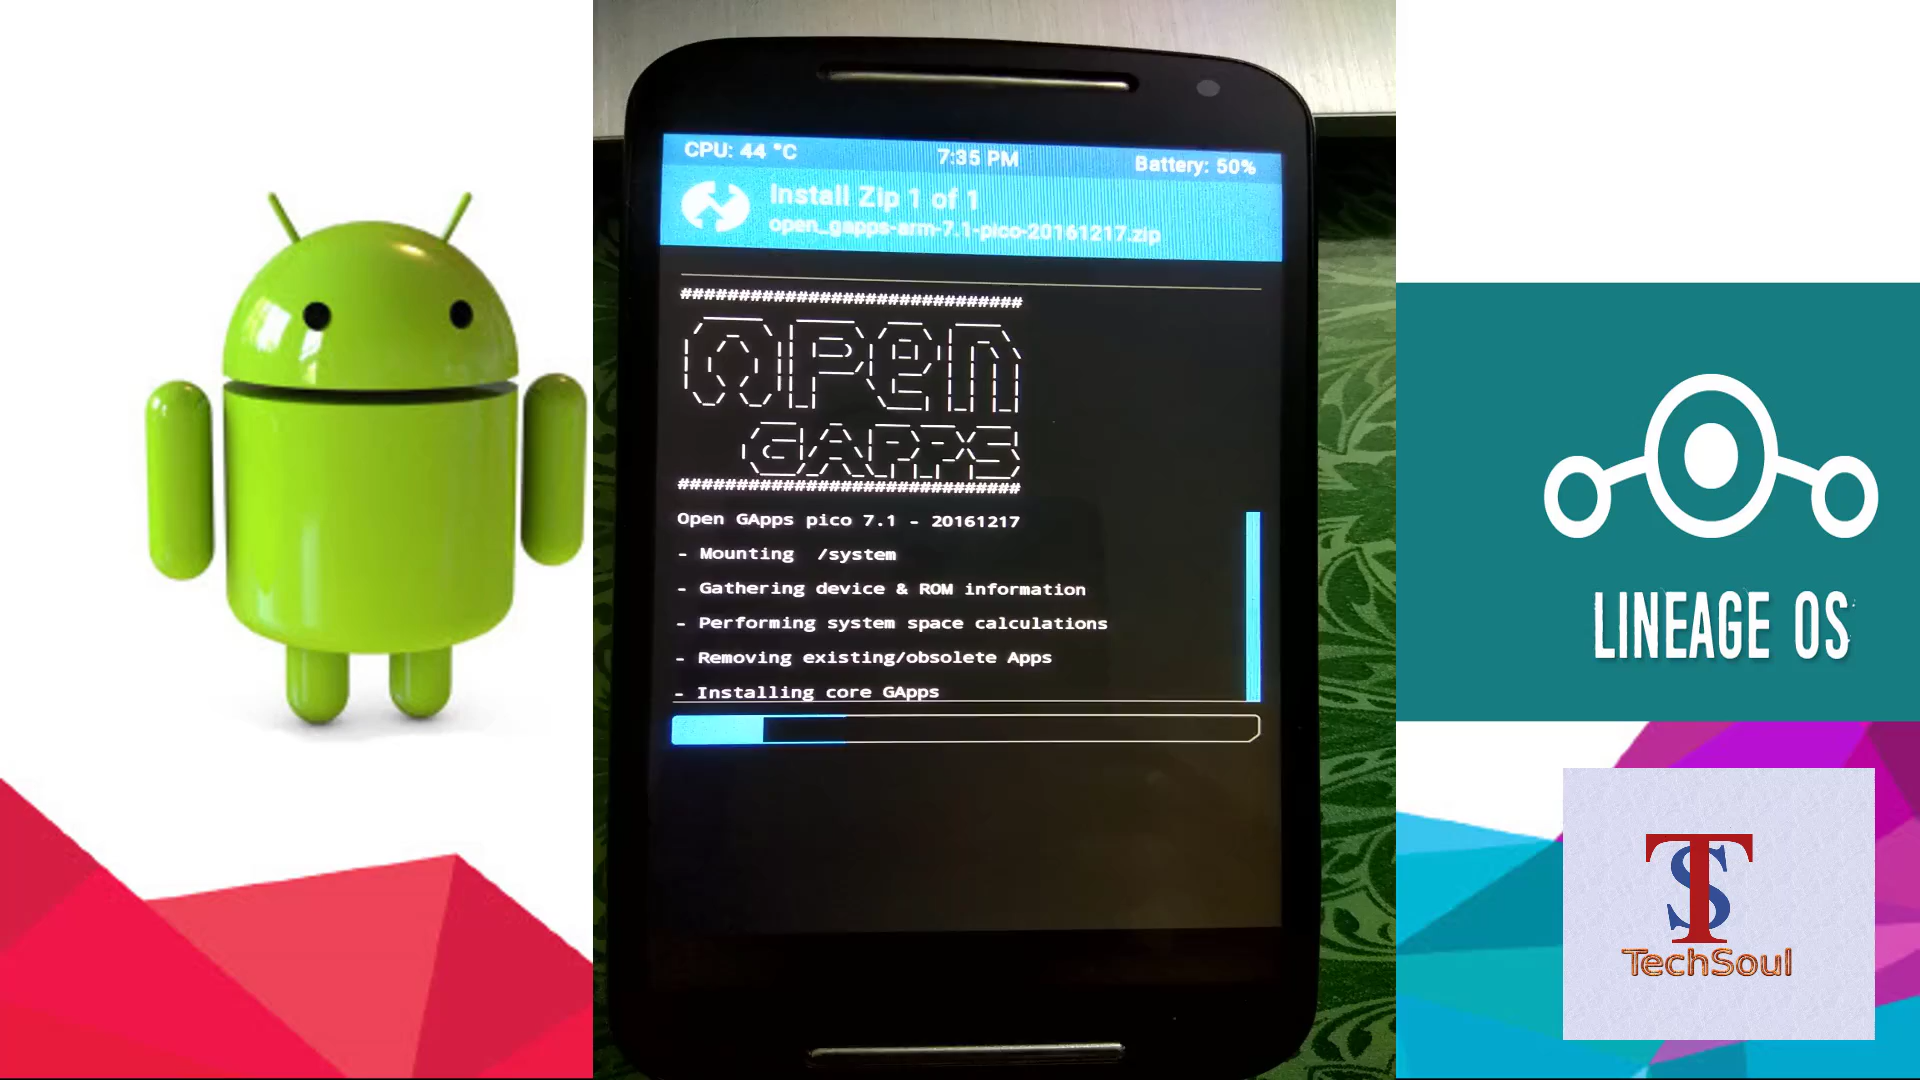 CPU: 44 °C
7:35 PM
Battery: 50%
Install Zip 1 of 1
open_gapps-arm-7.1-pico-20161217.zip
##############################
OPEN
GAPPS
##############################
Open GApps pico 7.1 - 20161217
- Mounting /system
- Gathering device & ROM information
- Performing system space calculations
- Removing existing/obsolete Apps
- Installing core GApps
LINEAGE OS
TS
TechSoul